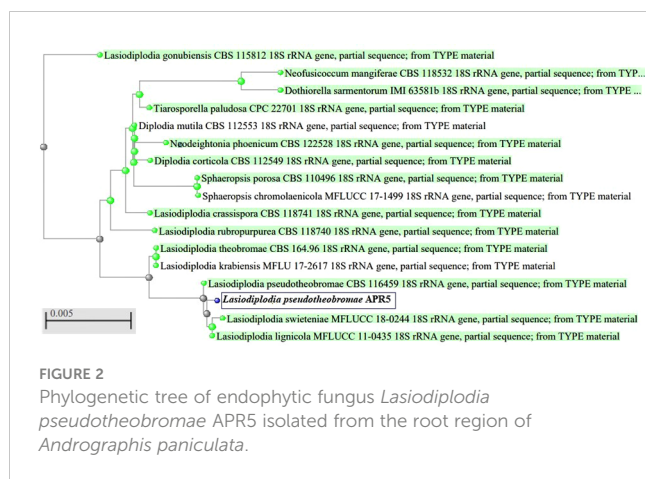 Lasiodiplodia gonubiensis CBS 115812 18S rRNA gene, partial sequence; from TYPE material
Neofusicoccum mangiferae CBS 118532 18S rRNA gene, partial sequence; from TYP...
Dothiorella sarmentorum IMI 63581b 18S rRNA gene, partial sequence; from TYPE ...
Tiarosporella paludosa CPC 22701 18S rRNA gene, partial sequence; from TYPE material
Diplodia mutila CBS 112553 18S rRNA gene, partial sequence; from TYPE material
Neodeightonia phoenicum CBS 122528 18S rRNA gene, partial sequence; from TYPE material
Diplodia corticola CBS 112549 18S rRNA gene, partial sequence; from TYPE material
Sphaeropsis porosa CBS 110496 18S rRNA gene, partial sequence; from TYPE material
Sphaeropsis chromolaenicola MFLUCC 17-1499 18S rRNA gene, partial sequence; from TYPE material
Lasiodiplodia crassispora CBS 118741 18S rRNA gene, partial sequence; from TYPE material
Lasiodiplodia rubropurpurea CBS 118740 18S rRNA gene, partial sequence; from TYPE material
Lasiodiplodia theobromae CBS 164.96 18S rRNA gene, partial sequence; from TYPE material
Lasiodiplodia krabiensis MFLU 17-2617 18S rRNA gene, partial sequence; from TYPE material
Lasiodiplodia pseudotheobromae CBS 116459 18S rRNA gene, partial sequence; from TYPE material
Lasiodiplodia pseudotheobromae APR5
Lasiodiplodia swieteniae MFLUCC 18-0244 18S rRNA gene, partial sequence; from TYPE material
Lasiodiplodia lignicola MFLUCC 11-0435 18S rRNA gene, partial sequence; from TYPE material
0.005
FIGURE 2
Phylogenetic tree of endophytic fungus Lasiodiplodia
pseudotheobromae APR5 isolated from the root region of
Andrographis paniculata.